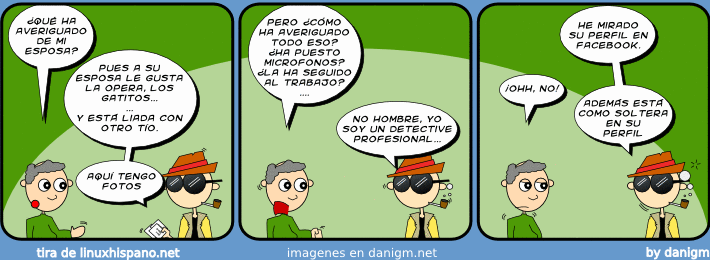 ¿QUÉ HA
AVERIGUADO
DE MI
ESPOSA?
PUES A SU
ESPOSA LE GUSTA
LA OPERA, LOS
GATITOS...
...
Y ESTÁ LIADA CON
OTRO TÍO.
AQUÍ TENGO
FOTOS
PERO ¿CÓMO
HA AVERIGUADO
TODO ESO?
¿HA PUESTO
MICROFONOS?
¿LA HA SEGUIDO
AL TRABAJO?
....
NO HOMBRE, YO
SOY UN DETECTIVE
PROFESIONAL...
HE MIRADO
SU PERFIL EN
FACEBOOK.
¡OHH, NO!
ADEMÁS ESTÁ
COMO SOLTERA
EN SU
PERFIL
tira de linuxhispano.net
imagenes en danigm.net
by danigm